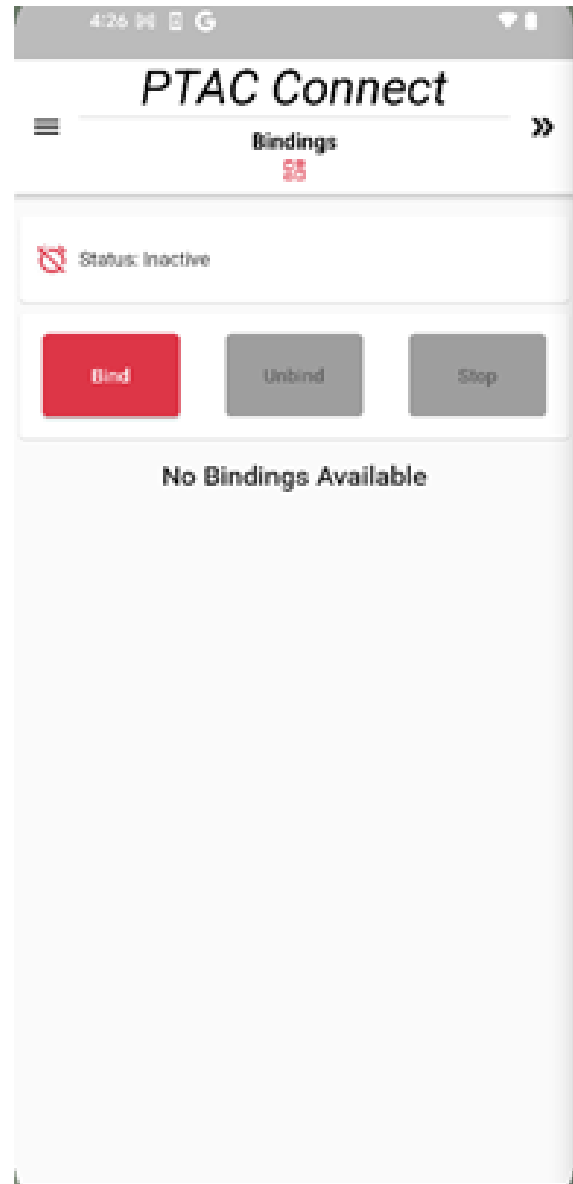 4:26
PTAC Connect
Bindings
Status: Inactive
Bind Unbind Stop
No Bindings Available